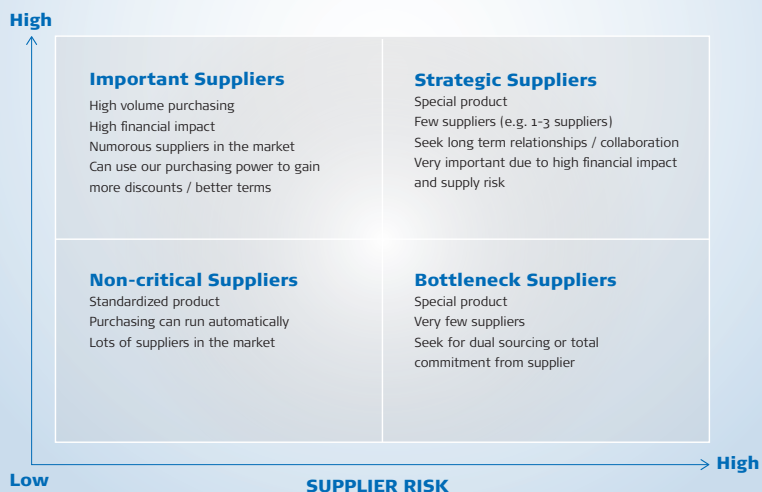 High
Important Suppliers
High volume purchasing
High financial impact
Numorous suppliers in the market
Can use our purchasing power to gain
more discounts / better terms
Strategic Suppliers
Special product
Few suppliers (e.g. 1-3 suppliers)
Seek long term relationships / collaboration
Very important due to high financial impact
and supply risk
Non-critical Suppliers
Standardized product
Purchasing can run automatically
Lots of suppliers in the market
Bottleneck Suppliers
Special product
Very few suppliers
Seek for dual sourcing or total
commitment from supplier
Low
SUPPLIER RISK
High